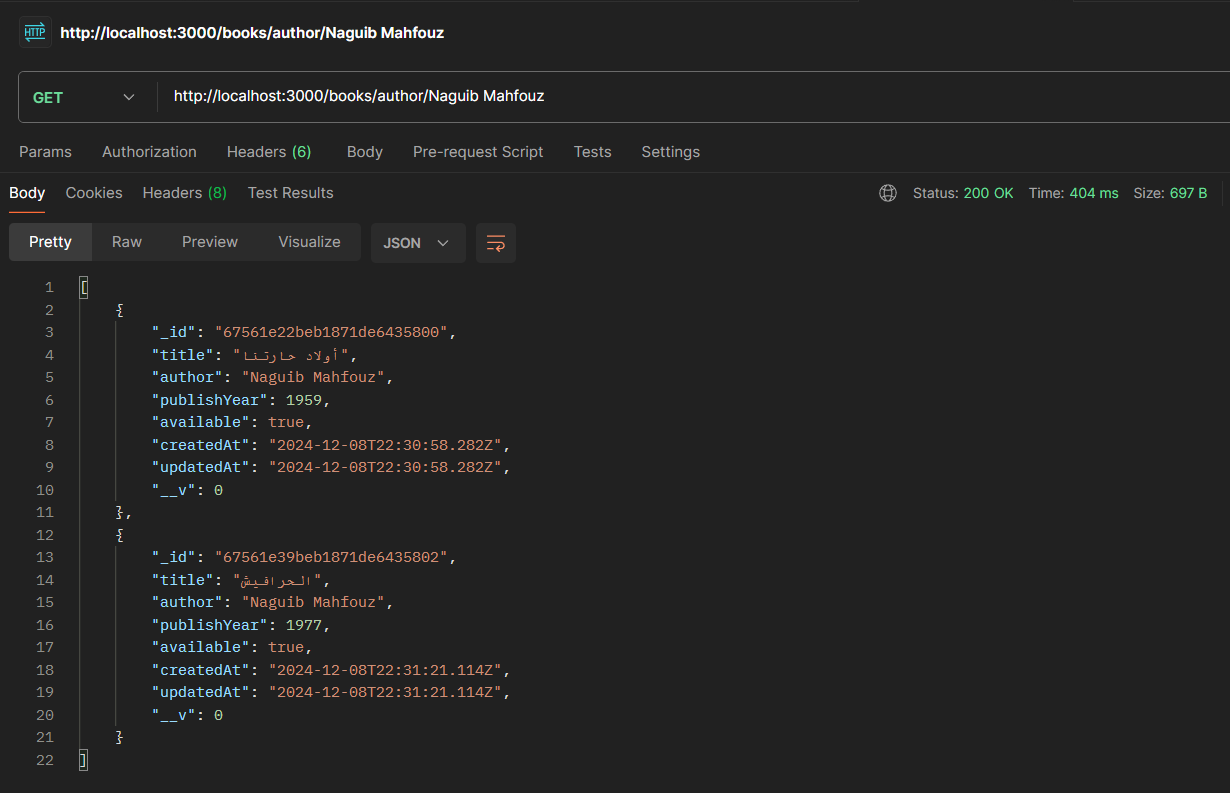 HTTP http://localhost:3000/books/author/Naguib Mahfouz
GET http://localhost:3000/books/author/Naguib Mahfouz
Params Authorization Headers (6) Body Pre-request Script Tests Settings
Body Cookies Headers (8) Test Results Status: 200 OK Time: 404 ms Size: 697 B
Pretty Raw Preview Visualize JSON
1 [
2 {
3 "_id": "67561e22beb1871de6435800",
4 "title": "أولاد حارتنا",
5 "author": "Naguib Mahfouz",
6 "publishYear": 1959,
7 "available": true,
8 "createdAt": "2024-12-08T22:30:58.282Z",
9 "updatedAt": "2024-12-08T22:30:58.282Z",
10 "__v": 0
11 },
12 {
13 "_id": "67561e39beb1871de6435802",
14 "title": "الحرافيش",
15 "author": "Naguib Mahfouz",
16 "publishYear": 1977,
17 "available": true,
18 "createdAt": "2024-12-08T22:31:21.114Z",
19 "updatedAt": "2024-12-08T22:31:21.114Z",
20 "__v": 0
21 }
22 ]